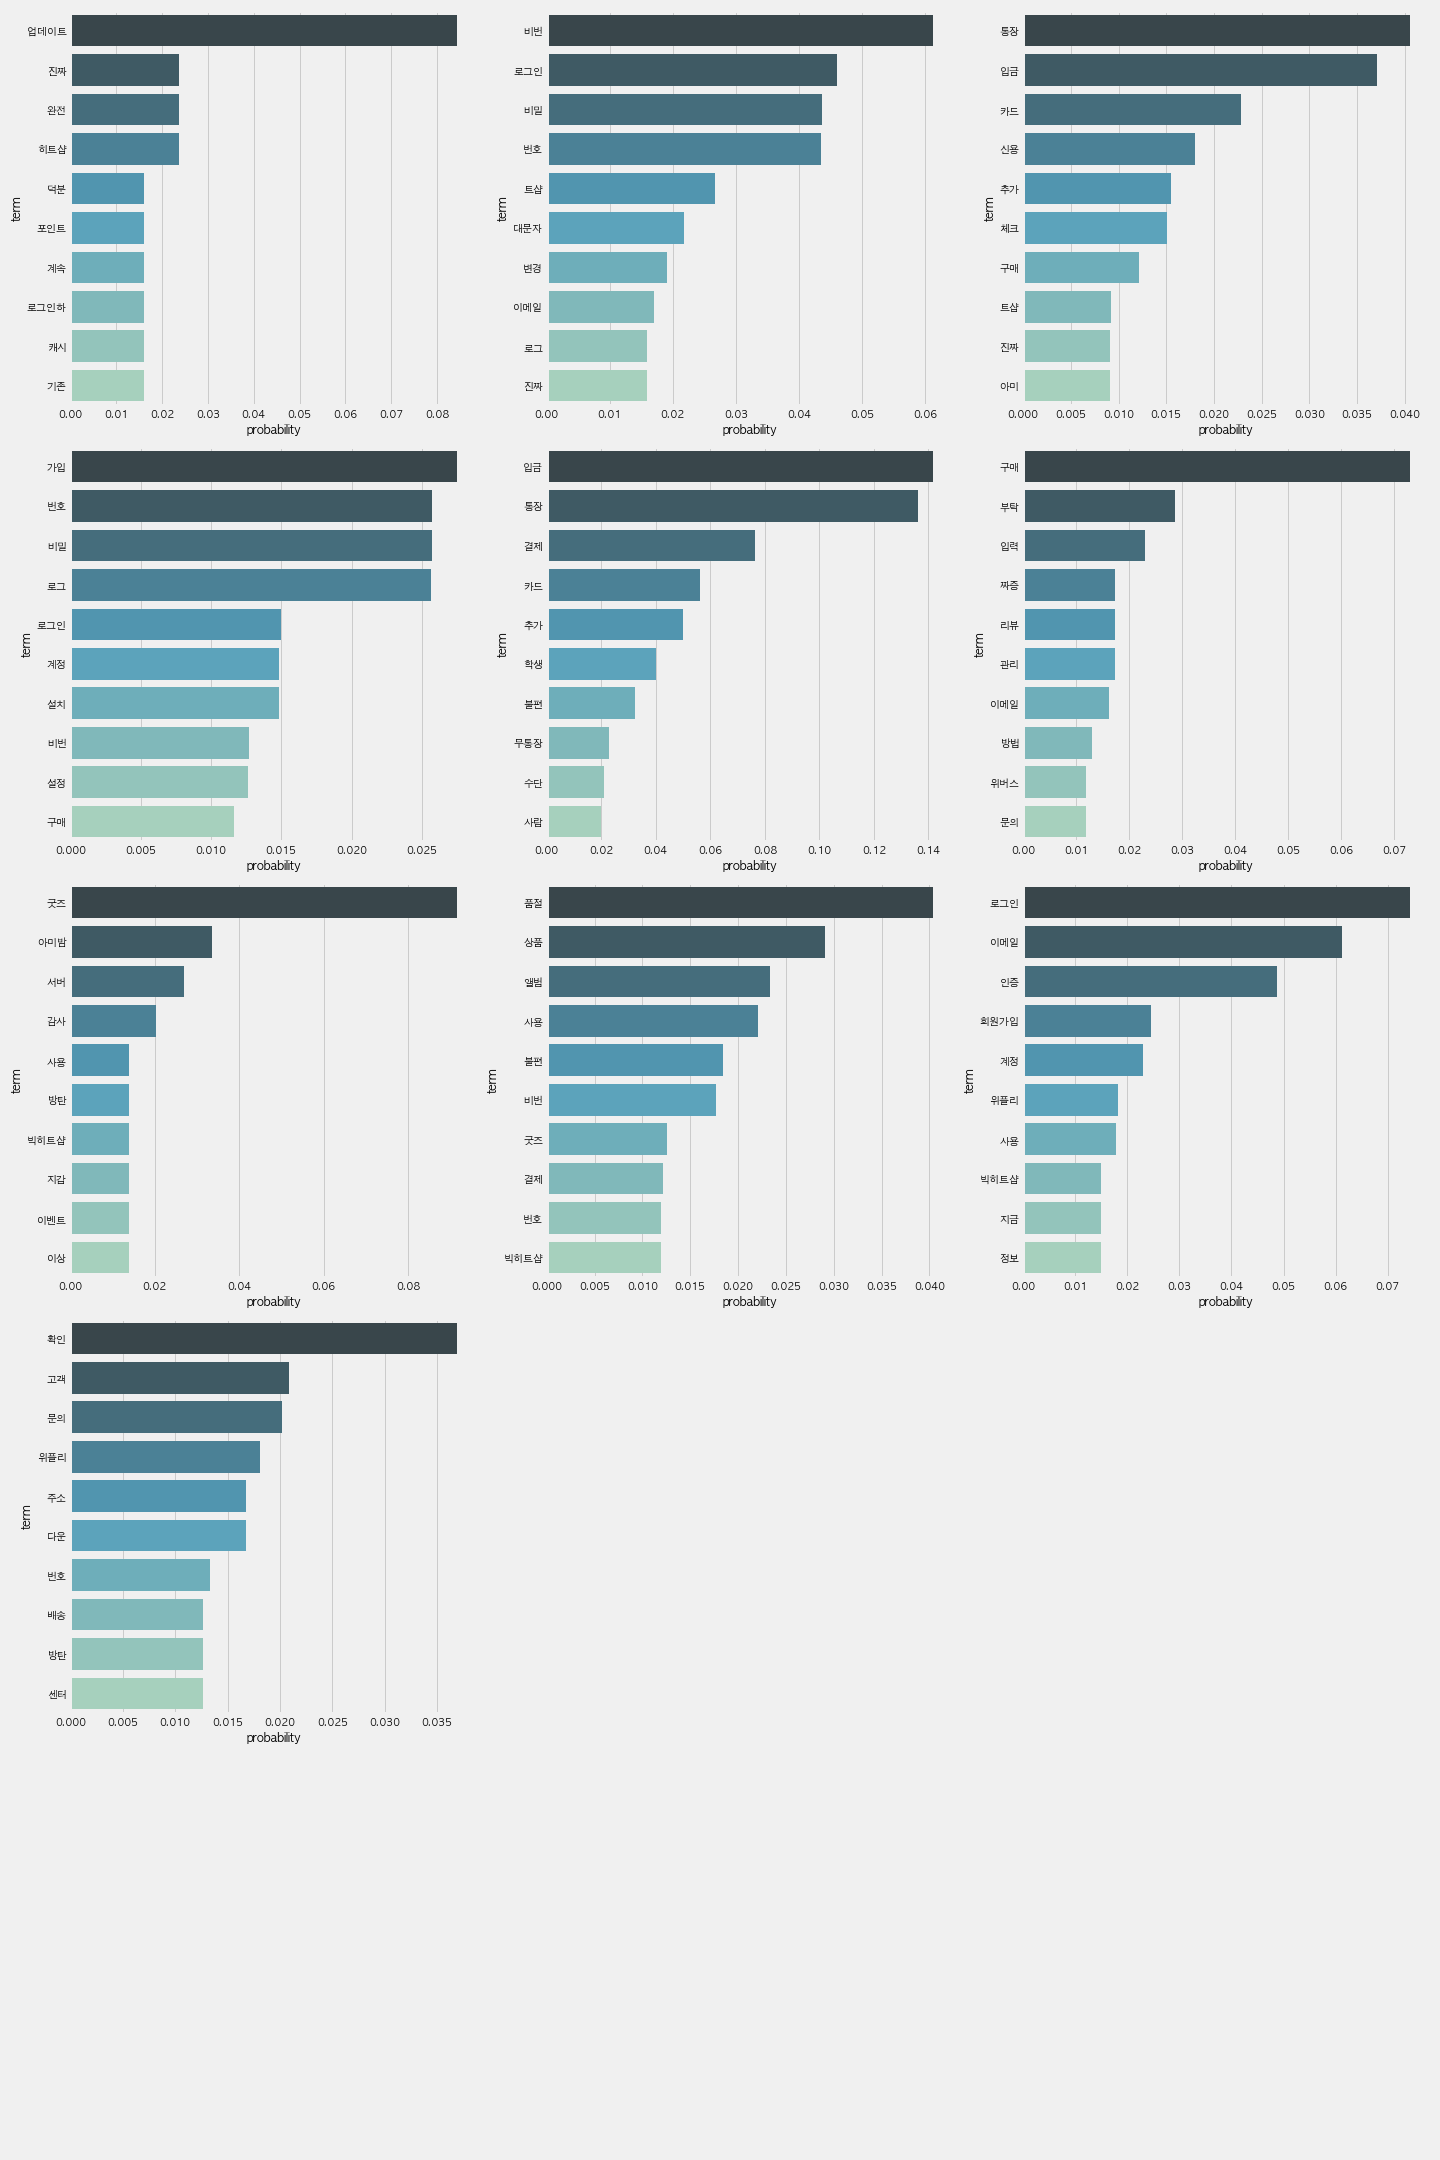 업데이트
진짜
완전
히트샵
덕분
포인트
계속
로그인하
캐시
기존
term
0.00 0.01 0.02 0.03 0.04 0.05 0.06 0.07 0.08
probability
비번
로그인
비밀
번호
트샵
대문자
변경
이메일
로그
진짜
term
0.00 0.01 0.02 0.03 0.04 0.05 0.06
probability
통장
입금
카드
신용
추가
체크
구매
트샵
진짜
아미
term
0.000 0.005 0.010 0.015 0.020 0.025 0.030 0.035 0.040
probability
가입
번호
비밀
로그
로그인
계정
설치
비번
설정
구매
term
0.000 0.005 0.010 0.015 0.020 0.025
probability
입금
통장
결제
카드
추가
학생
불편
무통장
수단
사람
term
0.00 0.02 0.04 0.06 0.08 0.10 0.12 0.14
probability
구매
부탁
입력
짜증
리뷰
관리
이메일
방법
위버스
문의
term
0.00 0.01 0.02 0.03 0.04 0.05 0.06 0.07
probability
굿즈
아미밤
서버
감사
사용
방탄
빅히트샵
지갑
이벤트
이상
term
0.00 0.02 0.04 0.06 0.08
probability
품절
상품
앨범
사용
불편
비번
굿즈
결제
번호
빅히트샵
term
0.000 0.005 0.010 0.015 0.020 0.025 0.030 0.035 0.040
probability
로그인
이메일
인증
회원가입
계정
위플리
사용
빅히트샵
지금
정보
term
0.00 0.01 0.02 0.03 0.04 0.05 0.06 0.07
probability
확인
고객
문의
위플리
주소
다운
번호
배송
방탄
센터
term
0.000 0.005 0.010 0.015 0.020 0.025 0.030 0.035
probability